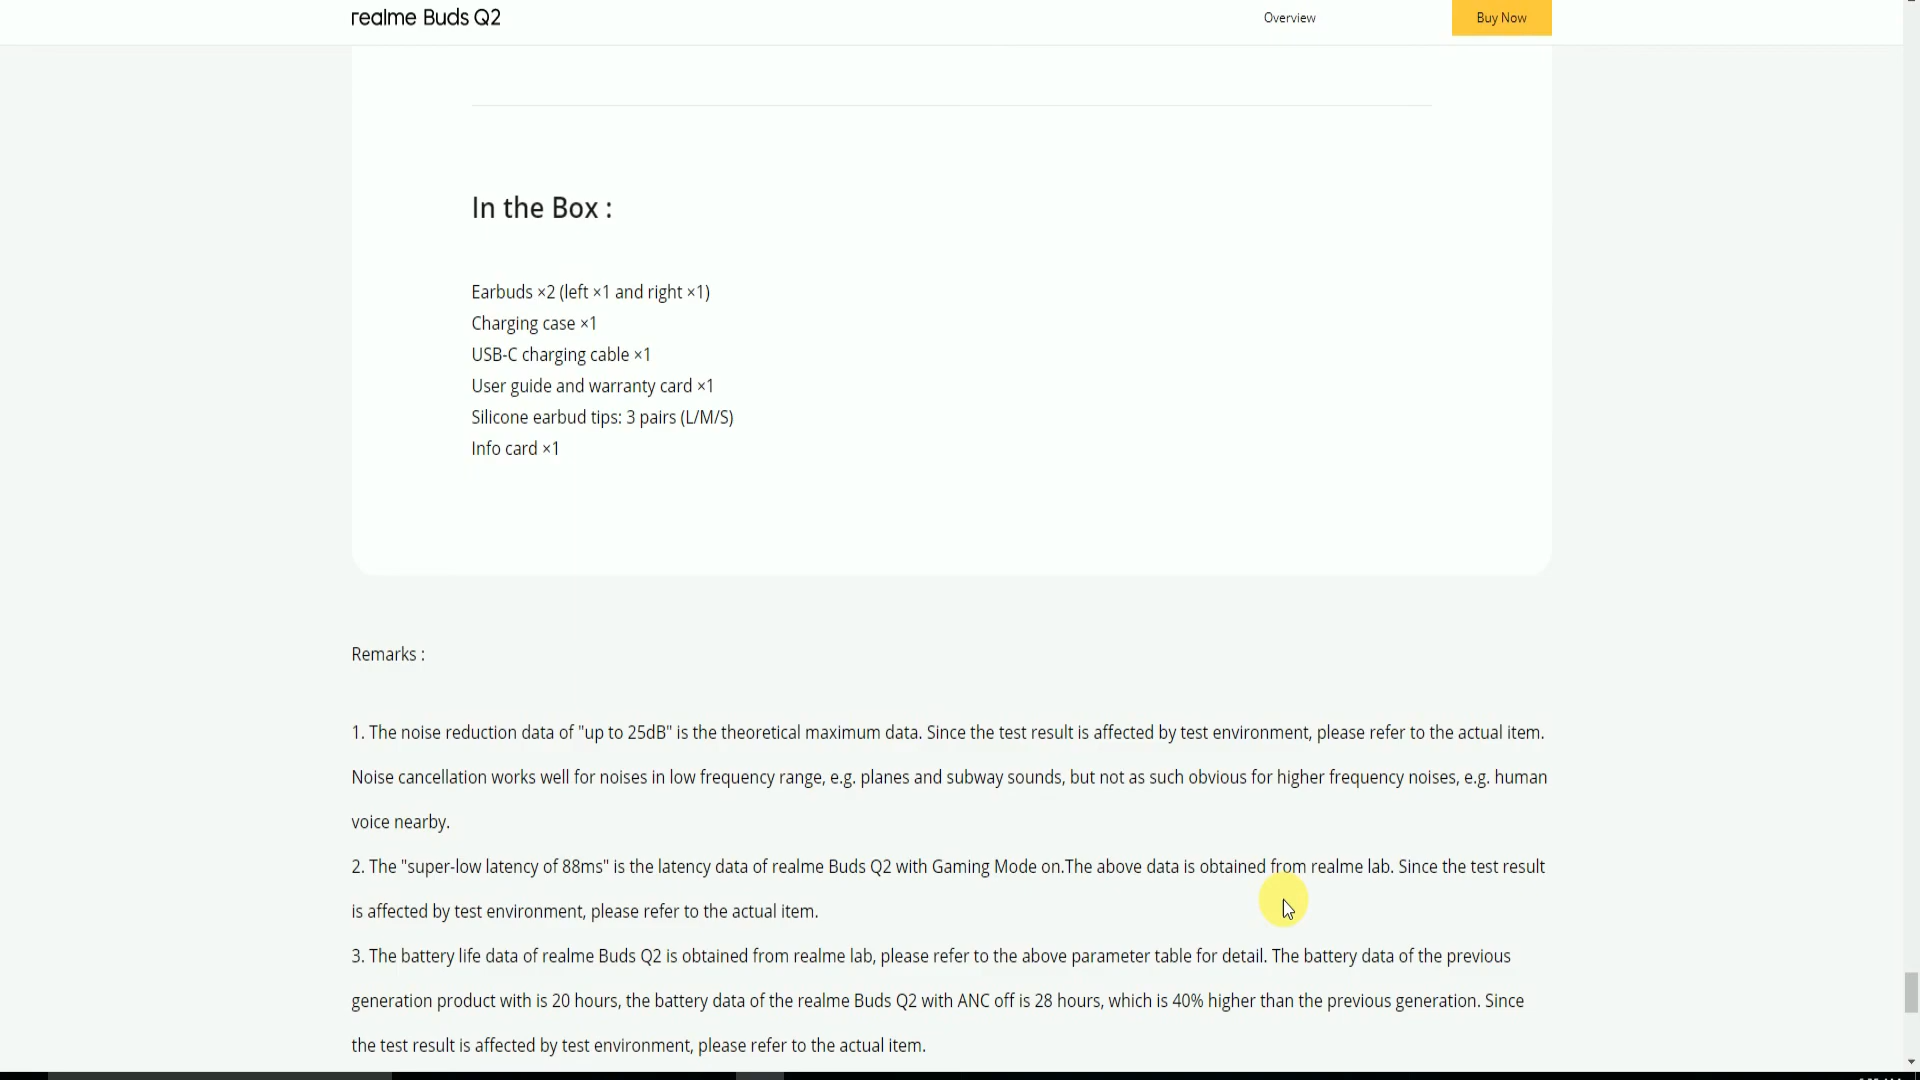 realme Buds Q2
Overview
Buy Now
In the Box :
Earbuds ×2 (left ×1 and right ×1)
Charging case ×1
USB-C charging cable ×1
User guide and warranty card ×1
Silicone earbud tips: 3 pairs (L/M/S)
Info card ×1
Remarks :
1. The noise reduction data of "up to 25dB" is the theoretical maximum data. Since the test result is affected by test environment, please refer to the actual item.
Noise cancellation works well for noises in low frequency range, e.g. planes and subway sounds, but not as such obvious for higher frequency noises, e.g. human
voice nearby.
2. The "super-low latency of 88ms" is the latency data of realme Buds Q2 with Gaming Mode on.The above data is obtained from realme lab. Since the test result
is affected by test environment, please refer to the actual item.
3. The battery life data of realme Buds Q2 is obtained from realme lab, please refer to the above parameter table for detail. The battery data of the previous
generation product with is 20 hours, the battery data of the realme Buds Q2 with ANC off is 28 hours, which is 40% higher than the previous generation. Since
the test result is affected by test environment, please refer to the actual item.